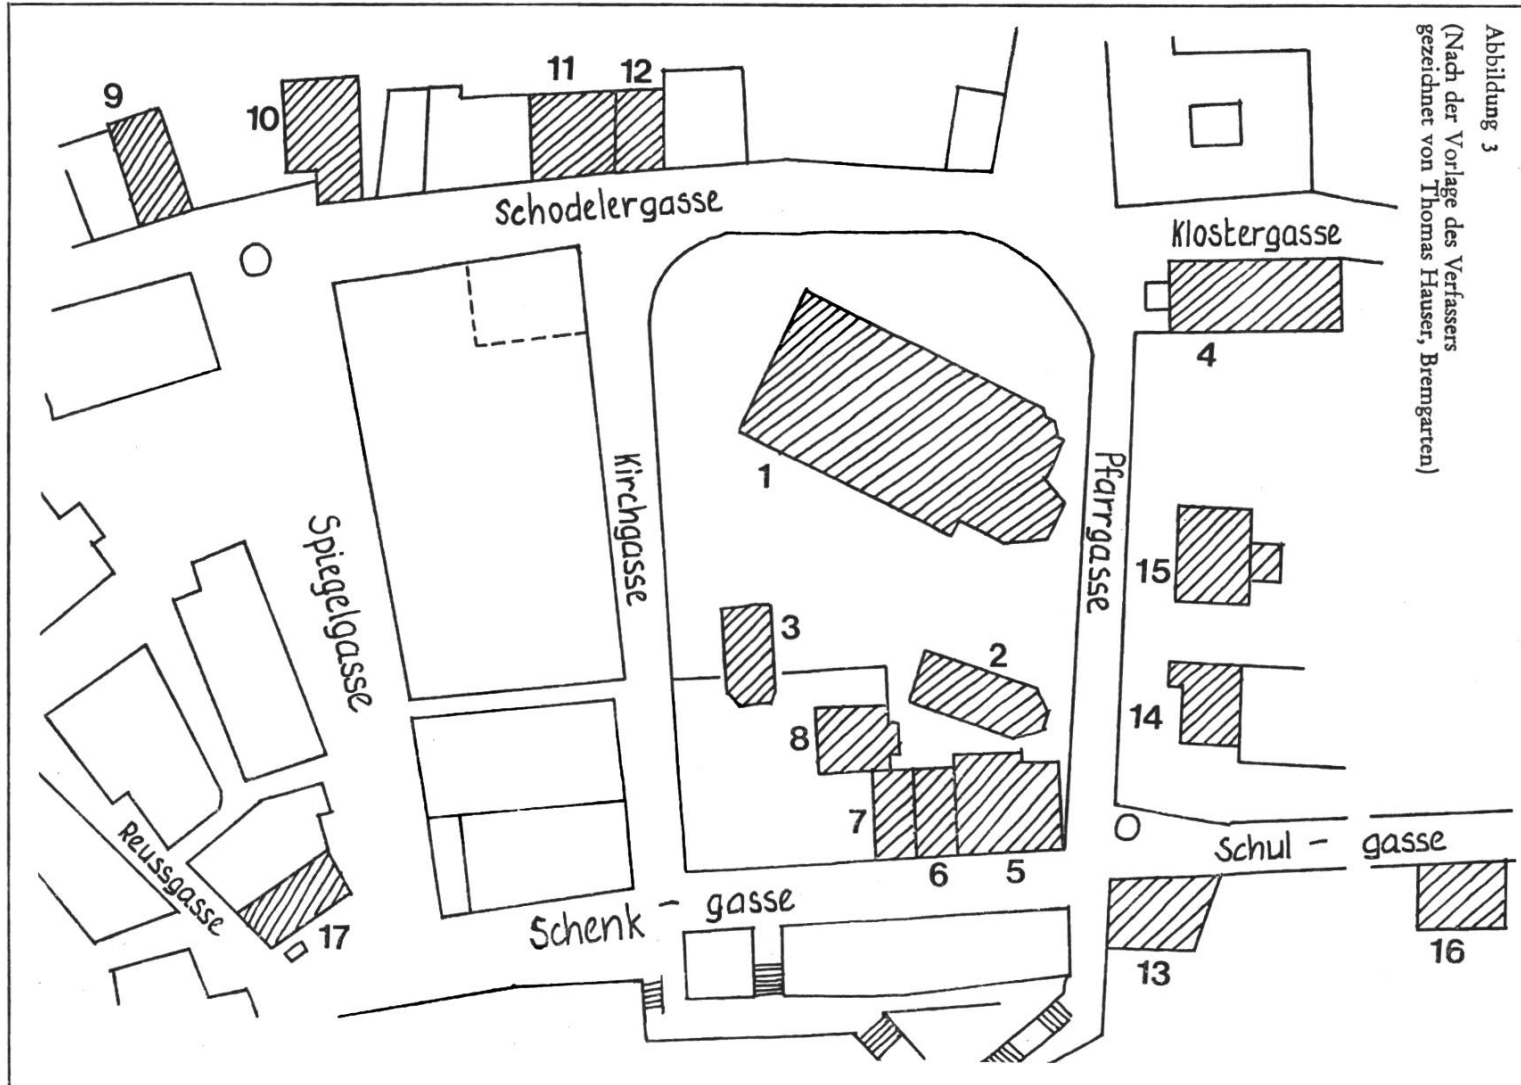 Abbildung 3
(Nach der Vorlage des Verfassers
gezeichnet von Thomas Hauser, Bremgarten)
9
10
11
12
Schodelergasse
Klostergasse
4
1
Kirchgasse
Pfarrgasse
Spiegelgasse
15
3
2
14
8
7
6
5
Reussgasse
Schul - gasse
Schenk - gasse
17
13
16